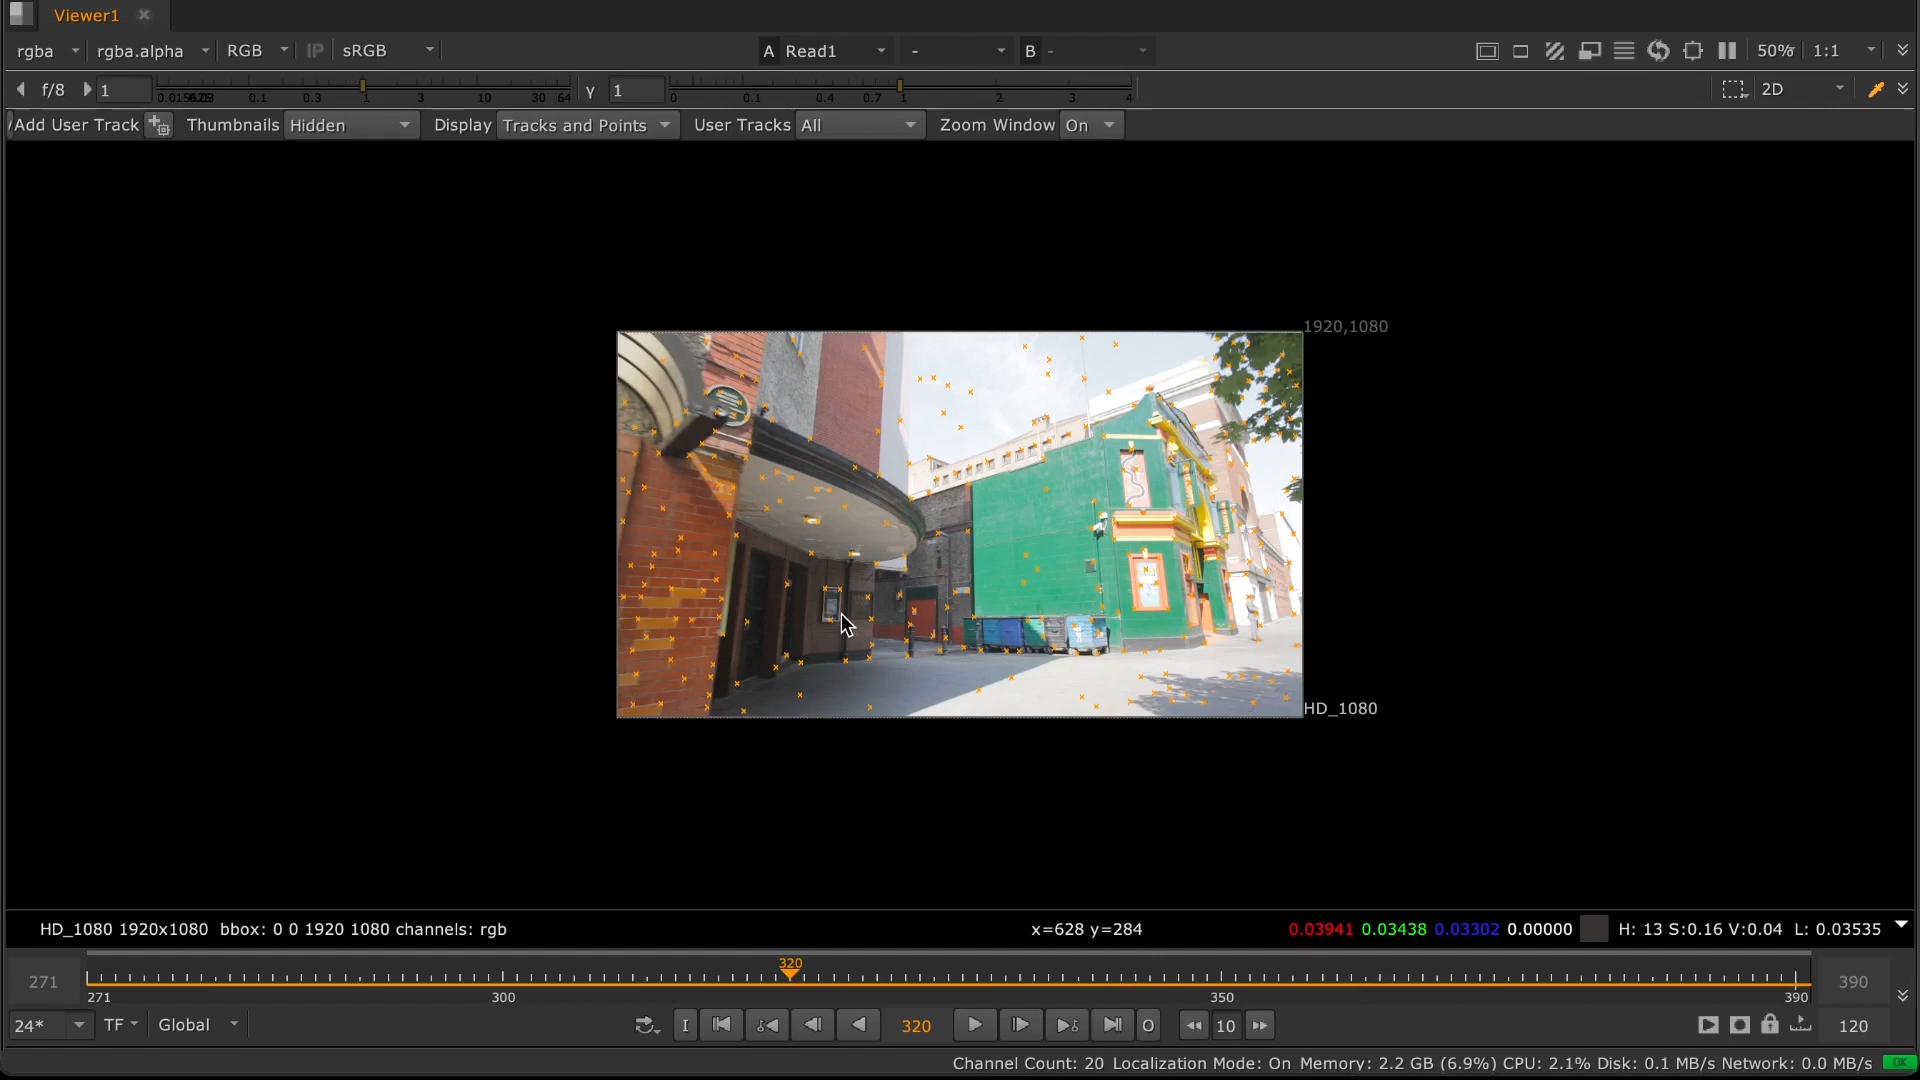 Viewer1
rgba rgba.alpha RGB IP sRGB A Read1 - B - 50% 1:1
f/8 1 0.1 0.3 1 3 10 30 64 γ 1 0 0.1 0.4 0.7 1 2 3 4 2D
Add User Track Thumbnails Hidden Display Tracks and Points User Tracks All Zoom Window On
1920,1080
HD_1080
HD_1080 1920x1080 bbox: 0 0 1920 1080 channels: rgb x=628 y=284 0.03941 0.03438 0.03302 0.00000 H: 13 S:0.16 V:0.04 L: 0.03535
320
271 390
271 300 350 390
24* TF Global I 320 O 10 120
Channel Count: 20 Localization Mode: On Memory: 2.2 GB (6.9%) CPU: 2.1% Disk: 0.1 MB/s Network: 0.0 MB/s OK